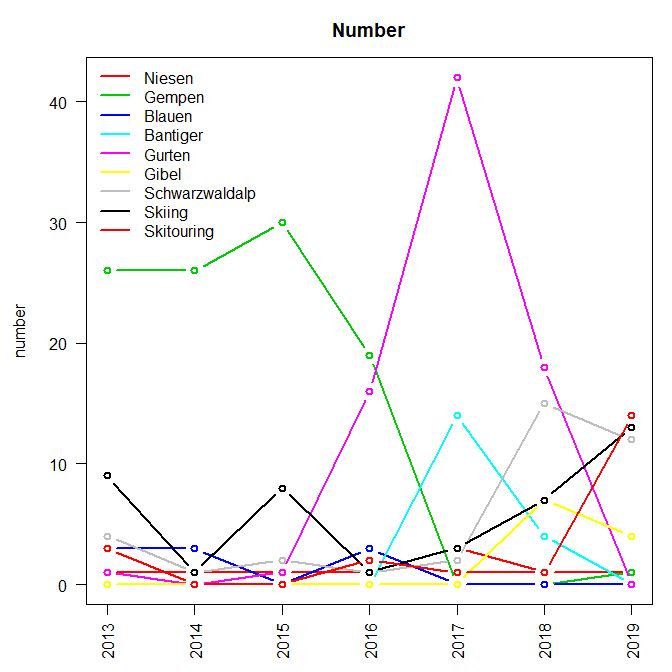 Number
Niesen
Gempen
Blauen
Bantiger
Gurten
Gibel
Schwarzwaldalp
Skiing
Skitouring
40
30
20
10
0
number
2013
2014
2015
2016
2017
2018
2019